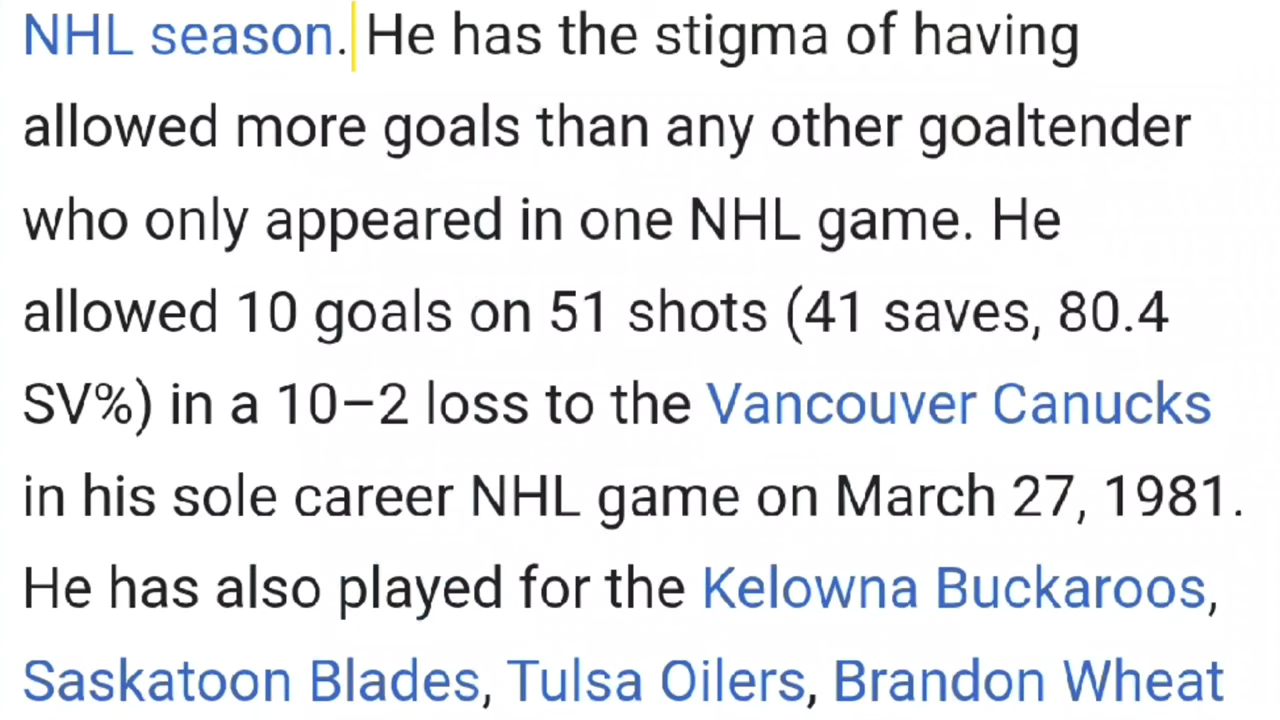 NHL season. He has the stigma of having
allowed more goals than any other goaltender
who only appeared in one NHL game. He
allowed 10 goals on 51 shots (41 saves, 80.4
SV%) in a 10–2 loss to the Vancouver Canucks
in his sole career NHL game on March 27, 1981.
He has also played for the Kelowna Buckaroos,
Saskatoon Blades, Tulsa Oilers, Brandon Wheat